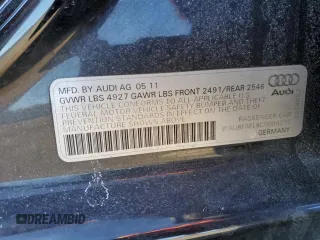 MFD. BY AUDI AG 05 11
GVWR LBS 4927 GAWR LBS FRONT 2491/REAR 2546
THIS VEHICLE CONFORMS TO ALL APPLICABLE U.S.
FEDERAL MOTOR VEHICLE SAFETY BUMPER AND THEFT
PREVENTION STANDARDS IN EFFECT ON THE DATE OF
MANUFACTURE SHOWN ABOVE.
Audi
PASSENGER CAR
DREAMBID